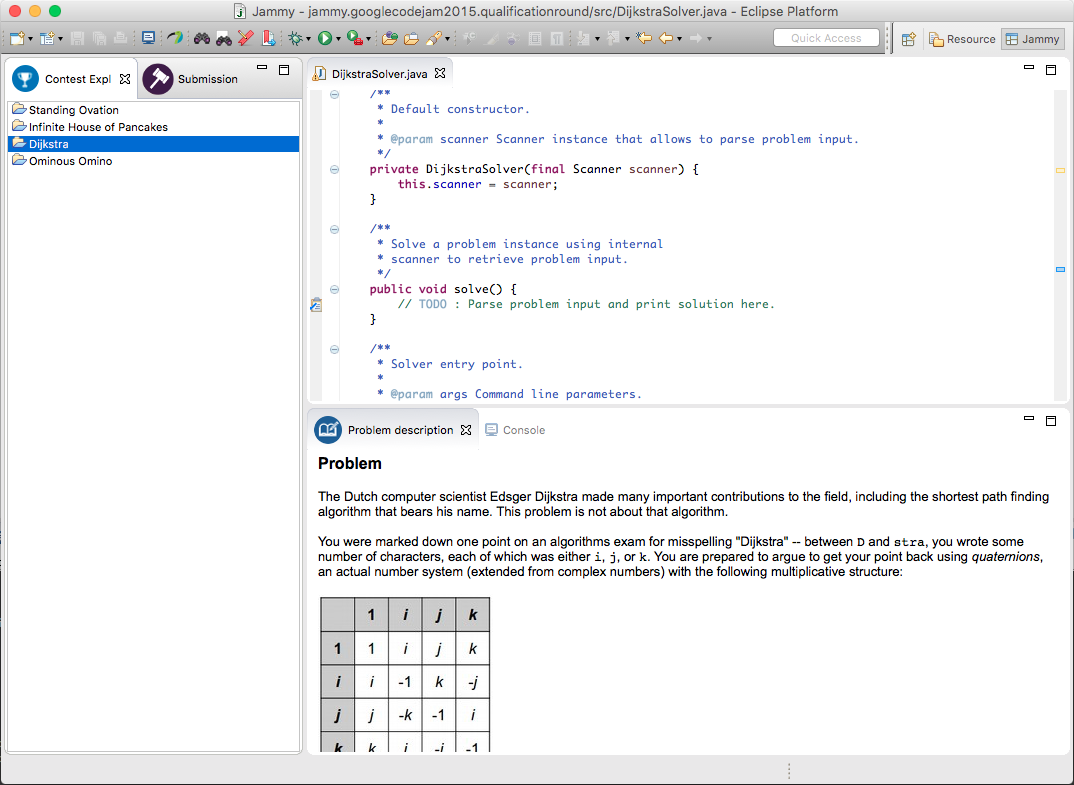 Jammy - jammy.googlecodejam2015.qualificationround/src/DijkstraSolver.java - Eclipse Platform
Quick Access
Resource
Jammy
Contest Expl
Submission
Standing Ovation
Infinite House of Pancakes
Dijkstra
Ominous Omino
DijkstraSolver.java
/**
* Default constructor.
*
* @param scanner Scanner instance that allows to parse problem input.
*/
private DijkstraSolver(final Scanner scanner) {
this.scanner = scanner;
}
/**
* Solve a problem instance using internal
* scanner to retrieve problem input.
*/
public void solve() {
// TODO : Parse problem input and print solution here.
}
/**
* Solver entry point.
*
* @param args Command line parameters.
Problem description
Console
Problem
The Dutch computer scientist Edsger Dijkstra made many important contributions to the field, including the shortest path finding
algorithm that bears his name. This problem is not about that algorithm.
You were marked down one point on an algorithms exam for misspelling "Dijkstra" -- between D and stra, you wrote some
number of characters, each of which was either i, j, or k. You are prepared to argue to get your point back using quaternions,
an actual number system (extended from complex numbers) with the following multiplicative structure:
1 i j k
1 1 i j k
i i -1 k -j
j j -k -1 i
k k j -i -1